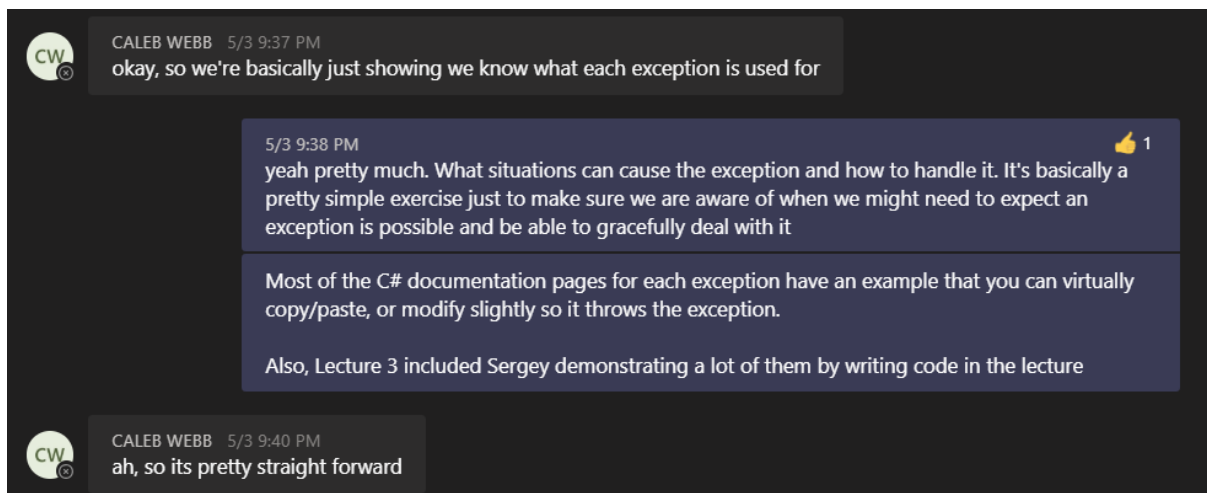 CW
CALEB WEBB 5/3 9:37 PM
okay, so we're basically just showing we know what each exception is used for
5/3 9:38 PM
👍 1
yeah pretty much. What situations can cause the exception and how to handle it. It's basically a
pretty simple exercise just to make sure we are aware of when we might need to expect an
exception is possible and be able to gracefully deal with it
Most of the C# documentation pages for each exception have an example that you can virtually
copy/paste, or modify slightly so it throws the exception.
Also, Lecture 3 included Sergey demonstrating a lot of them by writing code in the lecture
CW
CALEB WEBB 5/3 9:40 PM
ah, so its pretty straight forward